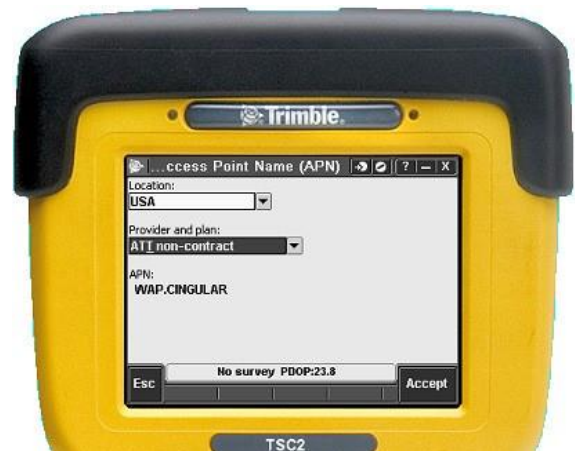 Trimble.
...ccess Point Name (APN) ? – X
Location:
USA
Provider and plan:
ATT non-contract
APN:
WAP.CINGULAR
No survey PDOP:23.8
Esc Accept
TSC2